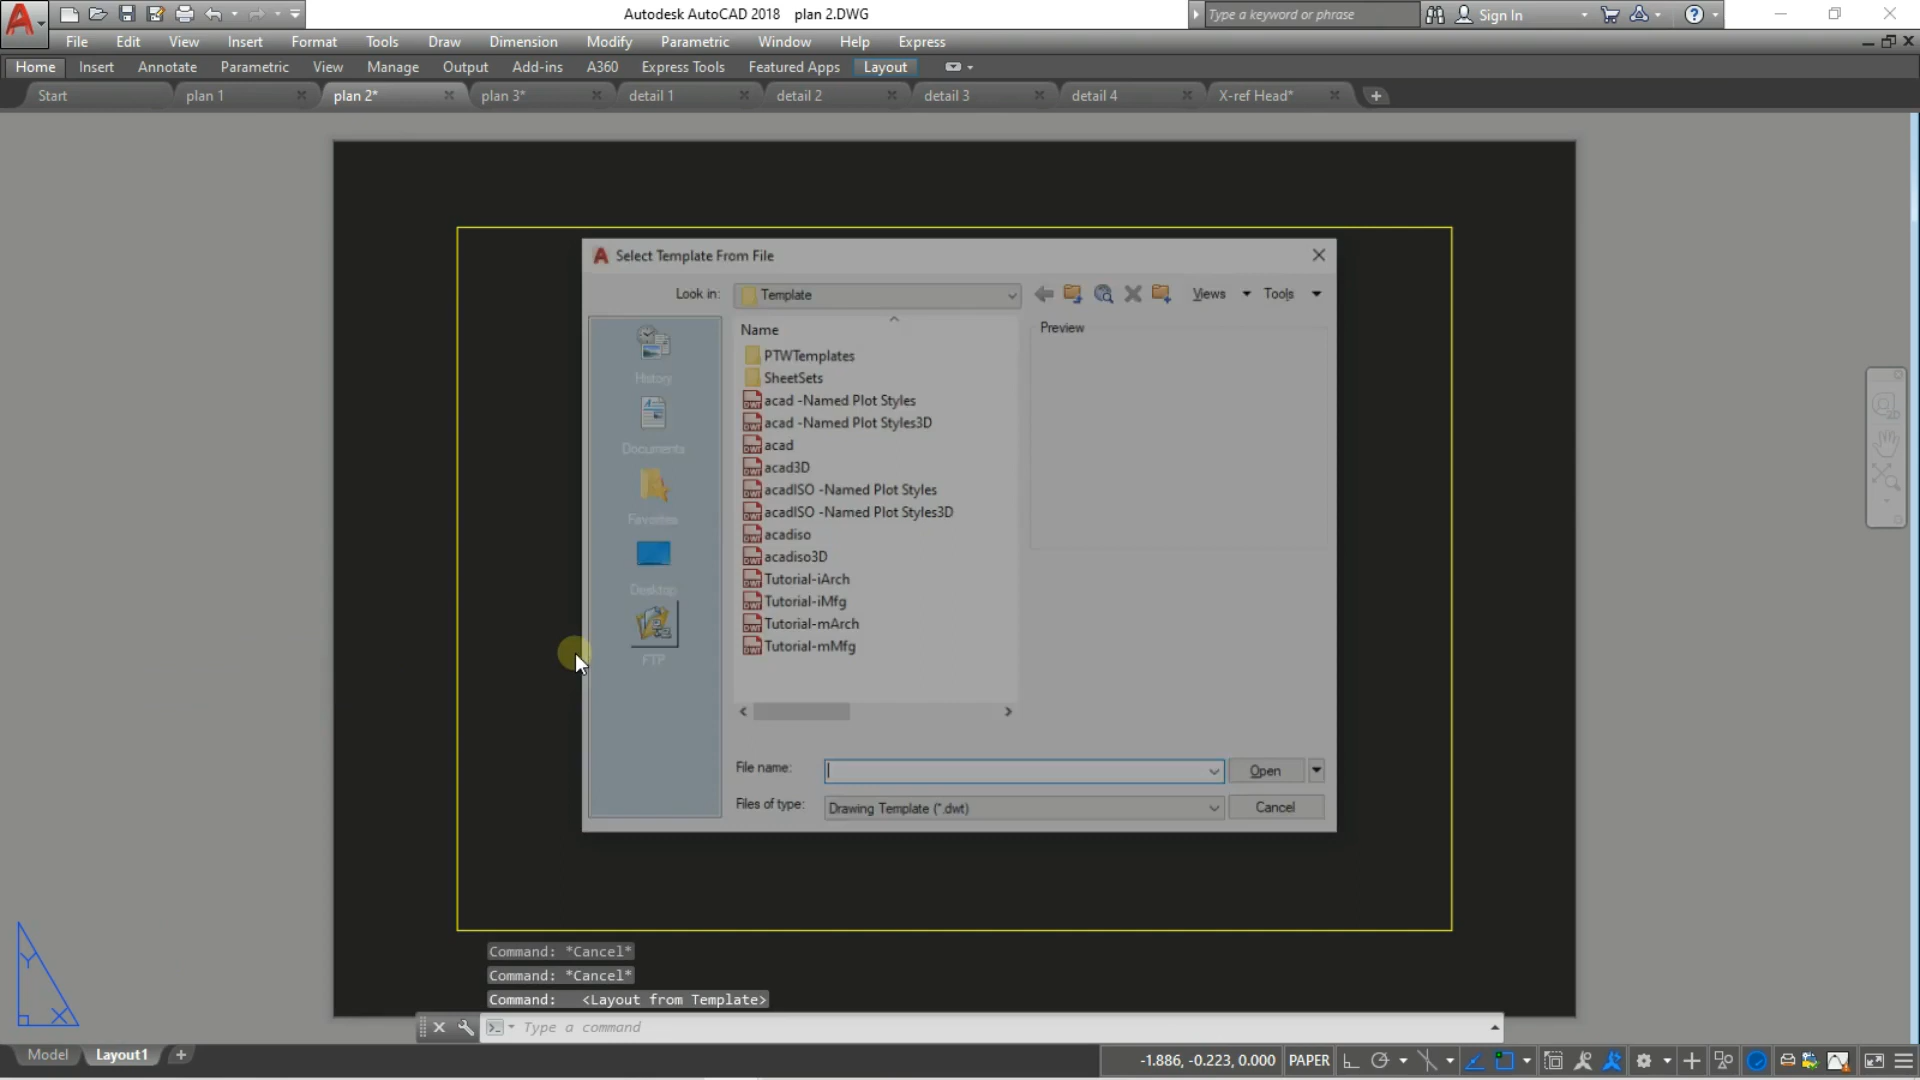 Autodesk AutoCAD 2018 plan 2.DWG
Type a keyword or phrase
Sign In
File Edit View Insert Format Tools Draw Dimension Modify Parametric Window Help Express
Home Insert Annotate Parametric View Manage Output Add-ins A360 Express Tools Featured Apps Layout
Start plan 1 plan 2* plan 3* detail 1 detail 2 detail 3 detail 4 X-ref Head*
Select Template From File
Look in: Template Views Tools
Name
Preview
PTWTemplates
SheetSets
acad -Named Plot Styles
acad -Named Plot Styles3D
acad
acad3D
acadISO -Named Plot Styles
acadISO -Named Plot Styles3D
acadiso
acadiso3D
Tutorial-iArch
Tutorial-iMfg
Tutorial-mArch
Tutorial-mMfg
History
Documents
Favorites
Desktop
FTP
File name: Open
Files of type: Drawing Template (*.dwt) Cancel
Command: *Cancel*
Command: *Cancel*
Command: <Layout from Template>
Type a command
Y
X
Model Layout1
-1.886, -0.223, 0.000 PAPER